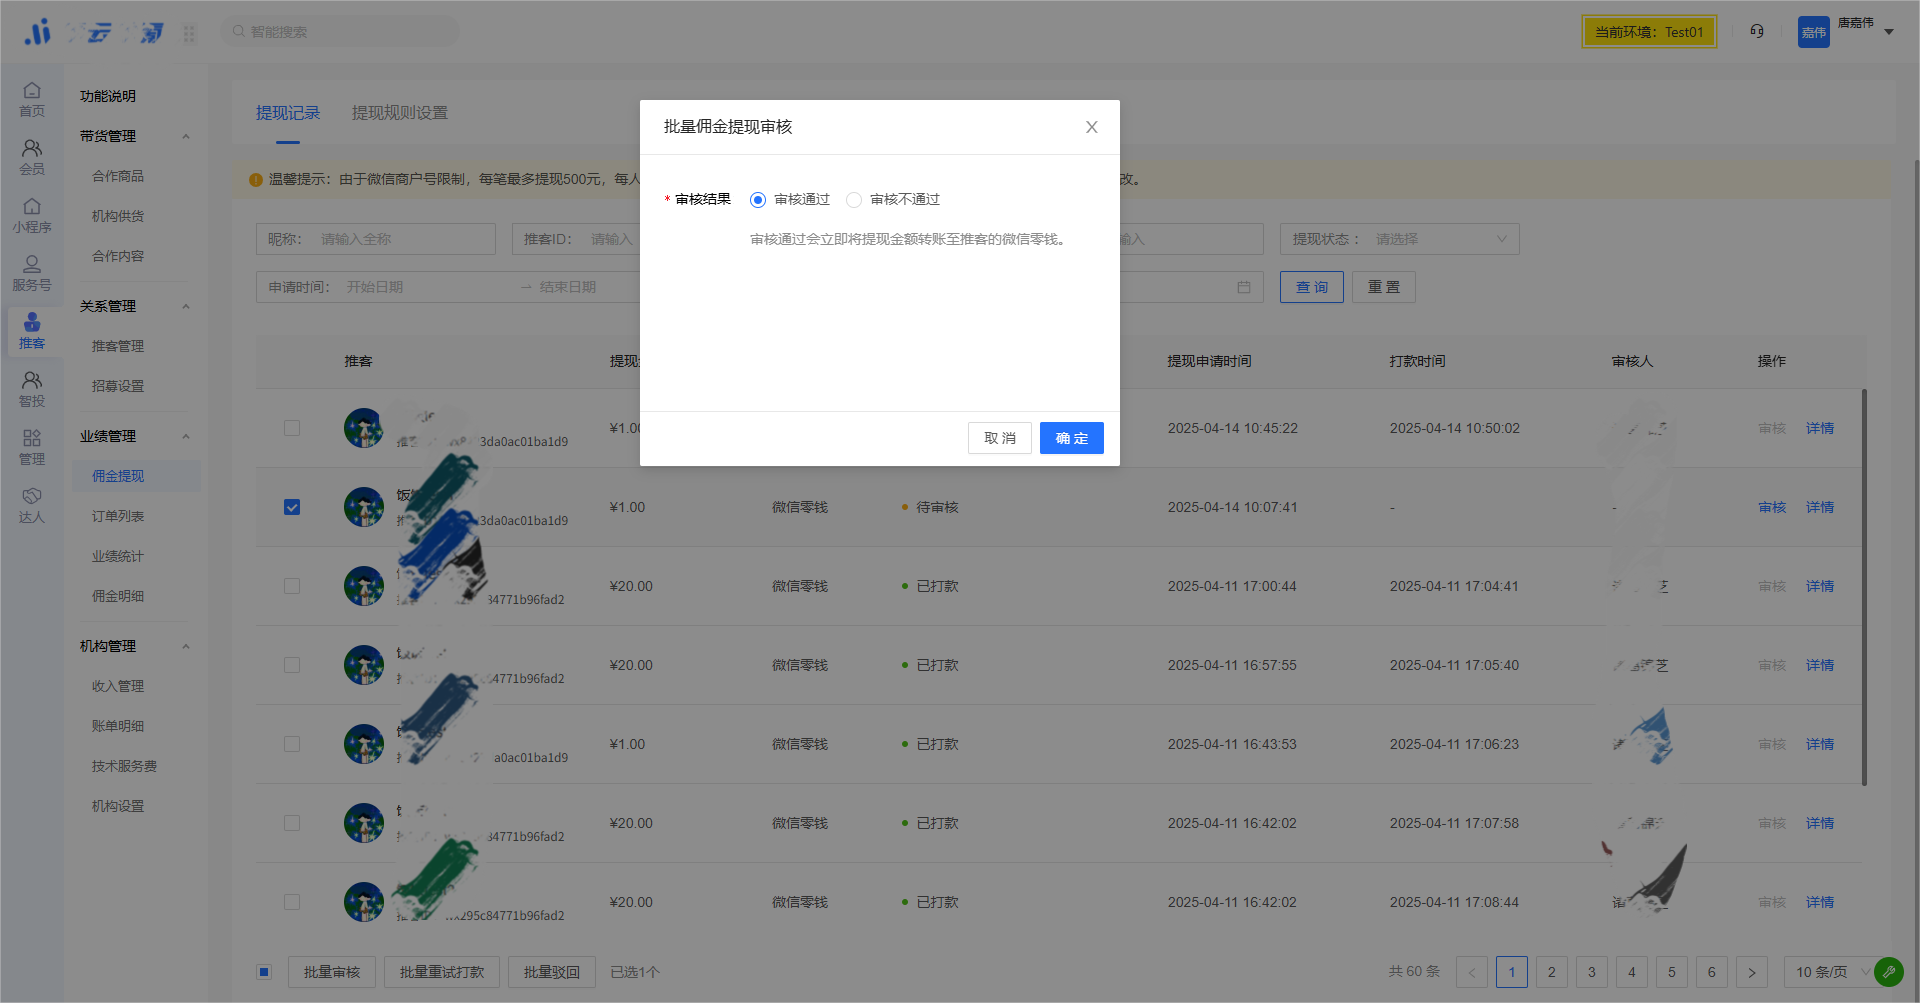 智能搜索
当前环境：Test01
嘉伟
唐嘉伟
首页
会员
小程序
服务号
推客
智投
管理
达人
功能说明
带货管理
合作商品
机构供货
合作内容
关系管理
推客管理
招募设置
业绩管理
佣金提现
订单列表
业绩统计
佣金明细
机构管理
收入管理
账单明细
技术服务费
机构设置
提现记录 提现规则设置
温馨提示：由于微信商户号限制，每笔最多提现500元，每人
改。
昵称： 请输入全称
推客ID： 请输入
输入
提现状态： 请选择
申请时间： 开始日期 → 结束日期
查 询 重 置
批量佣金提现审核 X
* 审核结果 审核通过 审核不通过
审核通过会立即将提现金额转账至推客的微信零钱。
取 消 确 定
推客 提现 提现申请时间 打款时间 审核人 操作
3da0ac01ba1d9 ¥1.00 2025-04-14 10:45:22 2025-04-14 10:50:02 审核 详情
饭
3da0ac01ba1d9 ¥1.00 微信零钱 待审核 2025-04-14 10:07:41 - - 审核 详情
84771b96fad2 ¥20.00 微信零钱 已打款 2025-04-11 17:00:44 2025-04-11 17:04:41 审核 详情
4771b96fad2 ¥20.00 微信零钱 已打款 2025-04-11 16:57:55 2025-04-11 17:05:40 芝 审核 详情
a0ac01ba1d9 ¥1.00 微信零钱 已打款 2025-04-11 16:43:53 2025-04-11 17:06:23 审核 详情
84771b96fad2 ¥20.00 微信零钱 已打款 2025-04-11 16:42:02 2025-04-11 17:07:58 审核 详情
x295c84771b96fad2 ¥20.00 微信零钱 已打款 2025-04-11 16:42:02 2025-04-11 17:08:44 审核 详情
批量审核 批量重试打款 批量驳回 已选1个
共 60 条 < 1 2 3 4 5 6 > 10 条/页